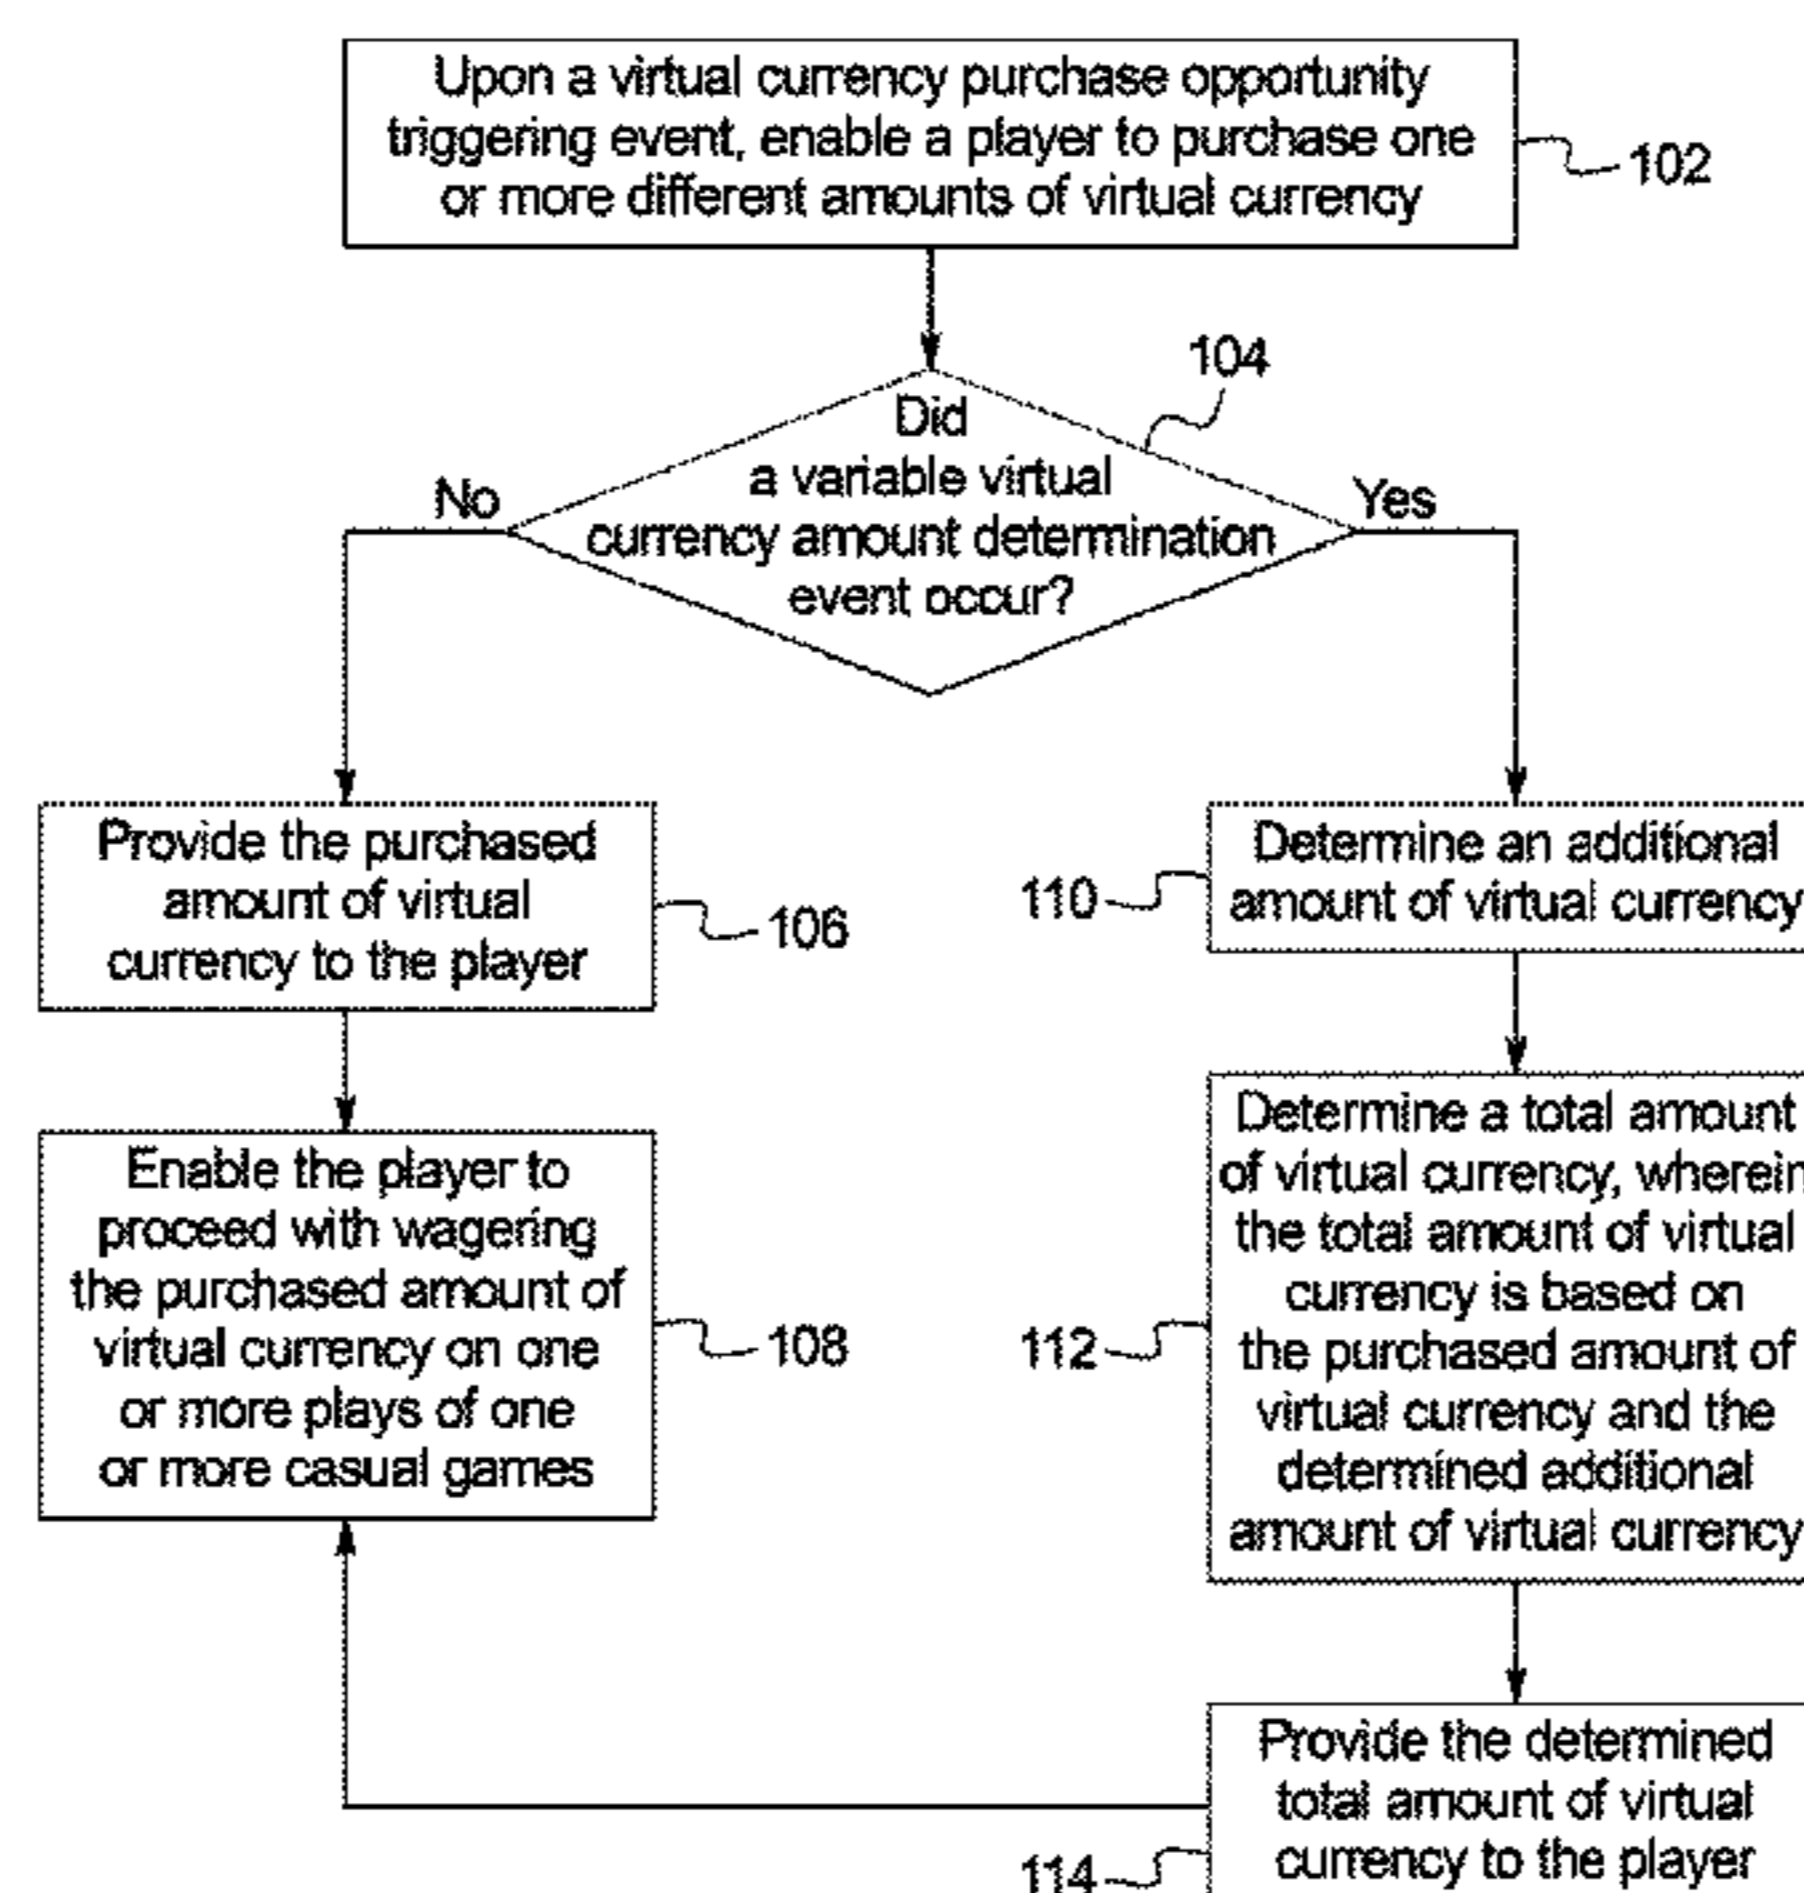 Upon a virtual currency purchase opportunity
triggering event, enable a player to purchase one
or more different amounts of virtual currency
102
104
Did
a variable virtual
currency amount determination
event occur?
No
Yes
Provide the purchased
amount of virtual
currency to the player
106
Enable the player to
proceed with wagering
the purchased amount of
virtual currency on one
or more plays of one
or more casual games
108
Determine an additional
amount of virtual currency
110
Determine a total amount
of virtual currency, wherein
the total amount of virtual
currency is based on
the purchased amount of
virtual currency and the
determined additional
amount of virtual currency
112
Provide the determined
total amount of virtual
currency to the player
114